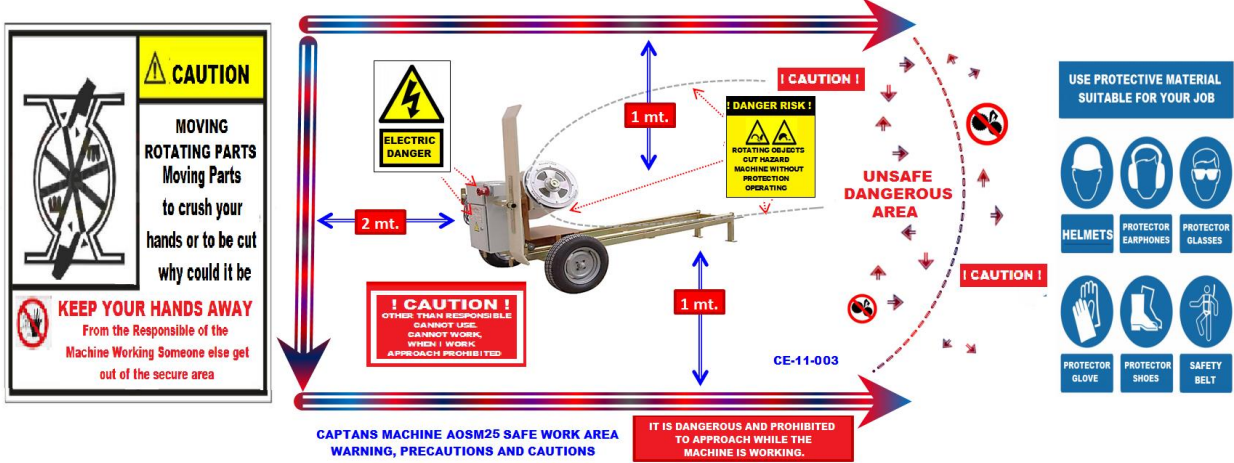 CAUTION
MOVING
ROTATING PARTS
Moving Parts
to crush your
hands or to be cut
why could it be
KEEP YOUR HANDS AWAY
From the Responsible of the
Machine Working Someone else get
out of the secure area
ELECTRIC
DANGER
2 mt.
1 mt.
! CAUTION !
! DANGER RISK !
ROTATING OBJECTS
CUT HAZARD
MACHINE WITHOUT
PROTECTION
OPERATING
UNSAFE
DANGEROUS
AREA
! CAUTION !
1 mt.
! CAUTION !
OTHER THAN RESPONSIBLE
CANNOT USE.
CANNOT WORK,
WHEN I WORK
APPROACH PROHIBITED
CE-11-003
CAPTANS MACHINE AOSM25 SAFE WORK AREA
WARNING, PRECAUTIONS AND CAUTIONS
IT IS DANGEROUS AND PROHIBITED
TO APPROACH WHILE THE
MACHINE IS WORKING.
USE PROTECTIVE MATERIAL
SUITABLE FOR YOUR JOB
HELMETS
PROTECTOR
EARPHONES
PROTECTOR
GLASSES
PROTECTOR
GLOVE
PROTECTOR
SHOES
SAFETY
BELT